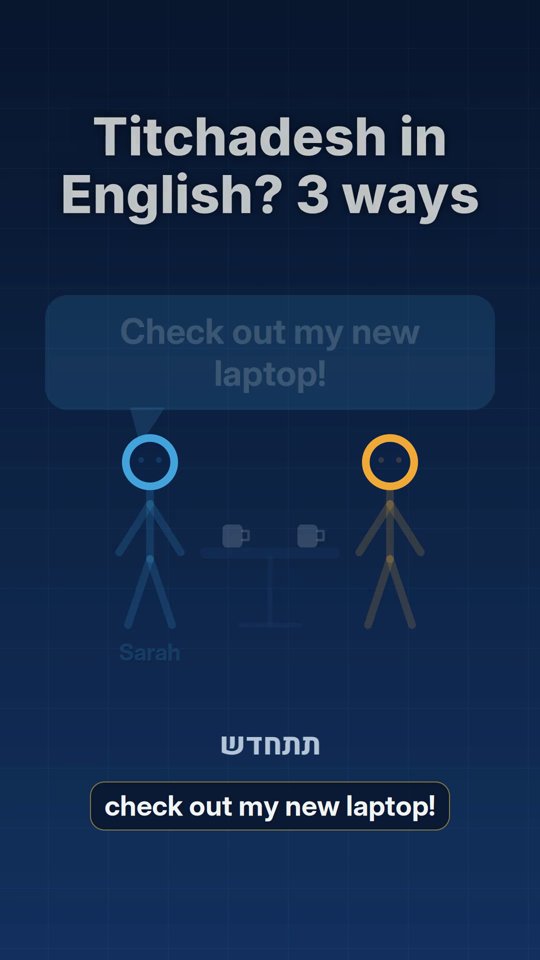 Titchadesh in
English? 3 ways
Check out my new
laptop!
Sarah
תתחדש
check out my new laptop!